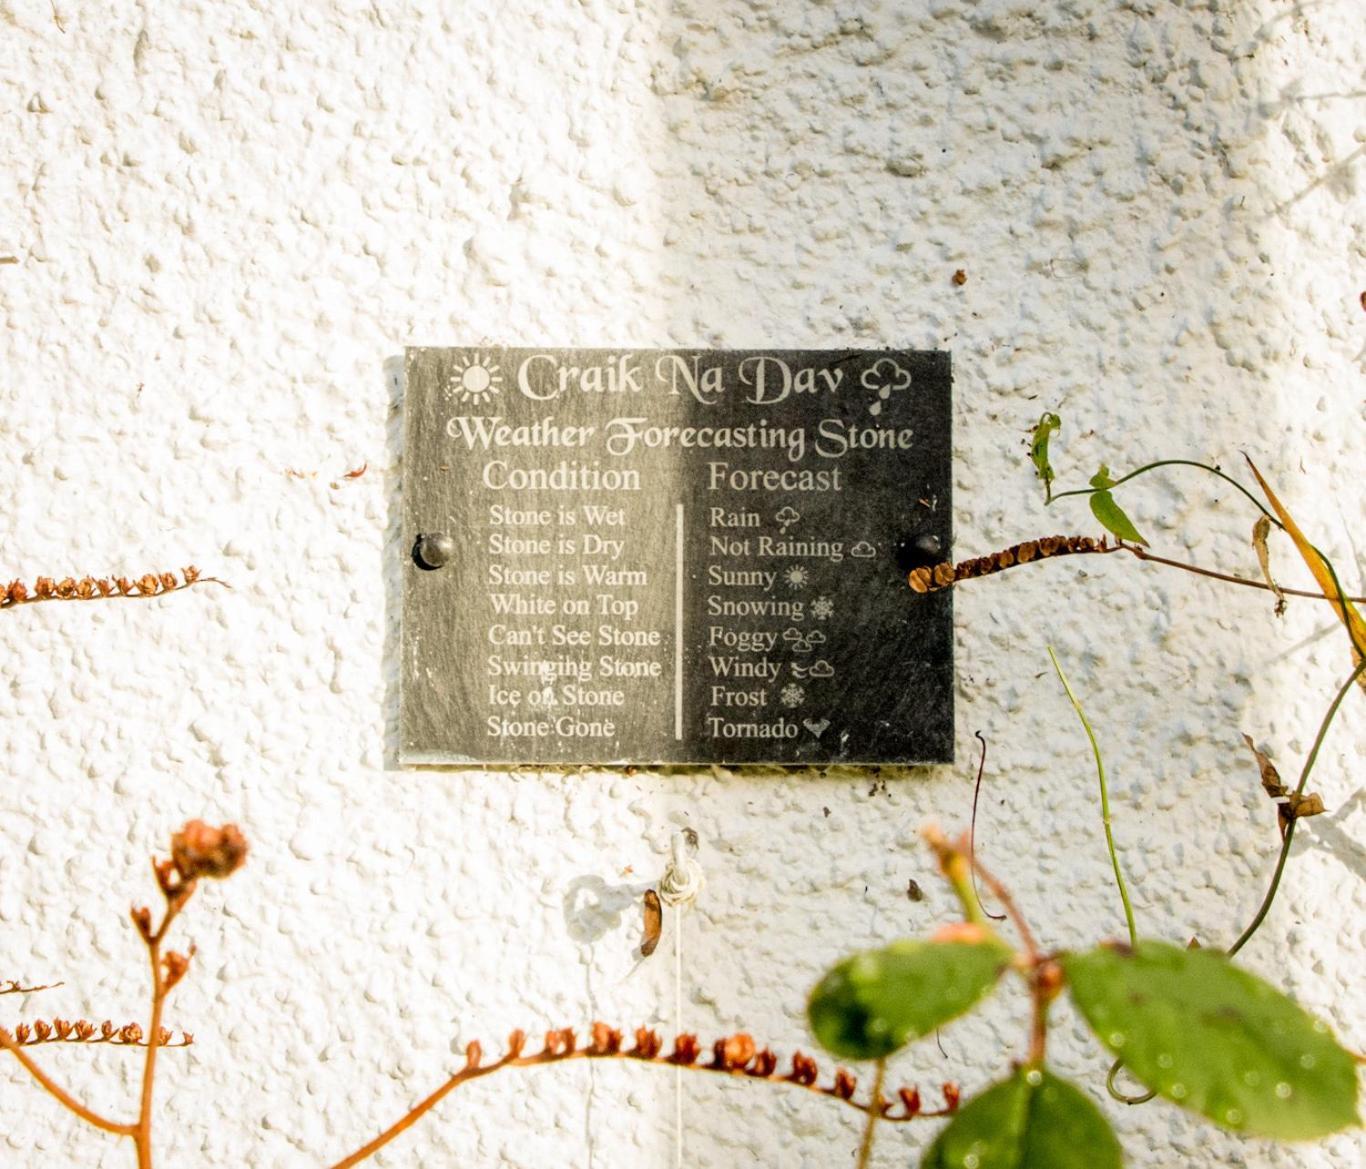 Craik Na Dav
Weather Forecasting Stone
Condition Forecast
Stone is Wet Rain
Stone is Dry Not Raining
Stone is Warm Sunny
White on Top Snowing
Can't See Stone Foggy
Swinging Stone Windy
Ice on Stone Frost
Stone Gone Tornado